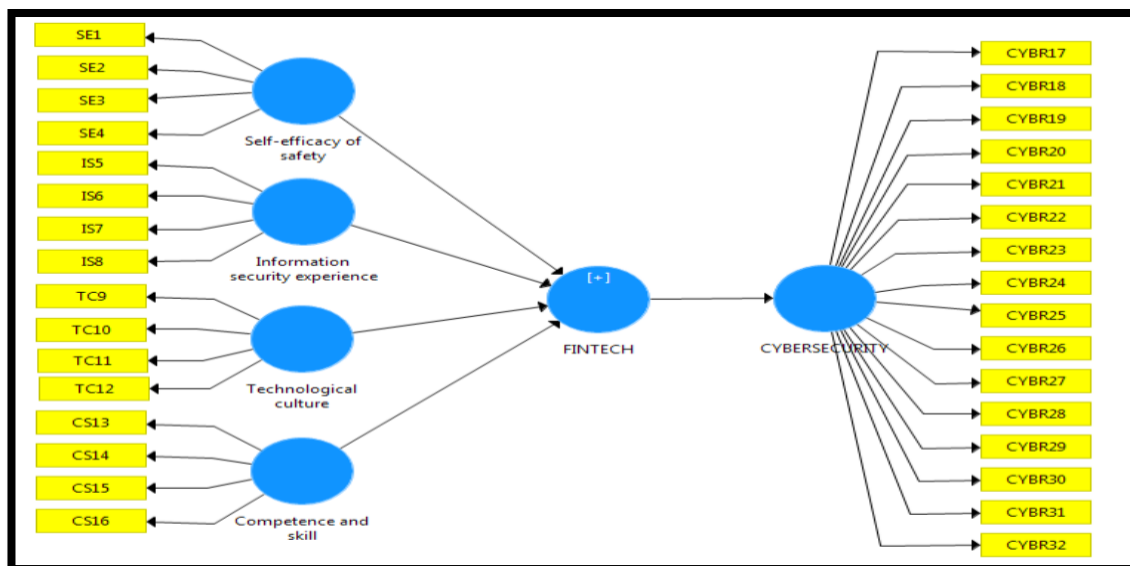 SE1
SE2
SE3
SE4
Self-efficacy of
safety
IS5
IS6
IS7
IS8
Information
security experience
TC9
TC10
TC11
TC12
Technological
culture
CS13
CS14
CS15
CS16
Competence and
skill
[+]
FINTECH
CYBERSECURITY
CYBR17
CYBR18
CYBR19
CYBR20
CYBR21
CYBR22
CYBR23
CYBR24
CYBR25
CYBR26
CYBR27
CYBR28
CYBR29
CYBR30
CYBR31
CYBR32